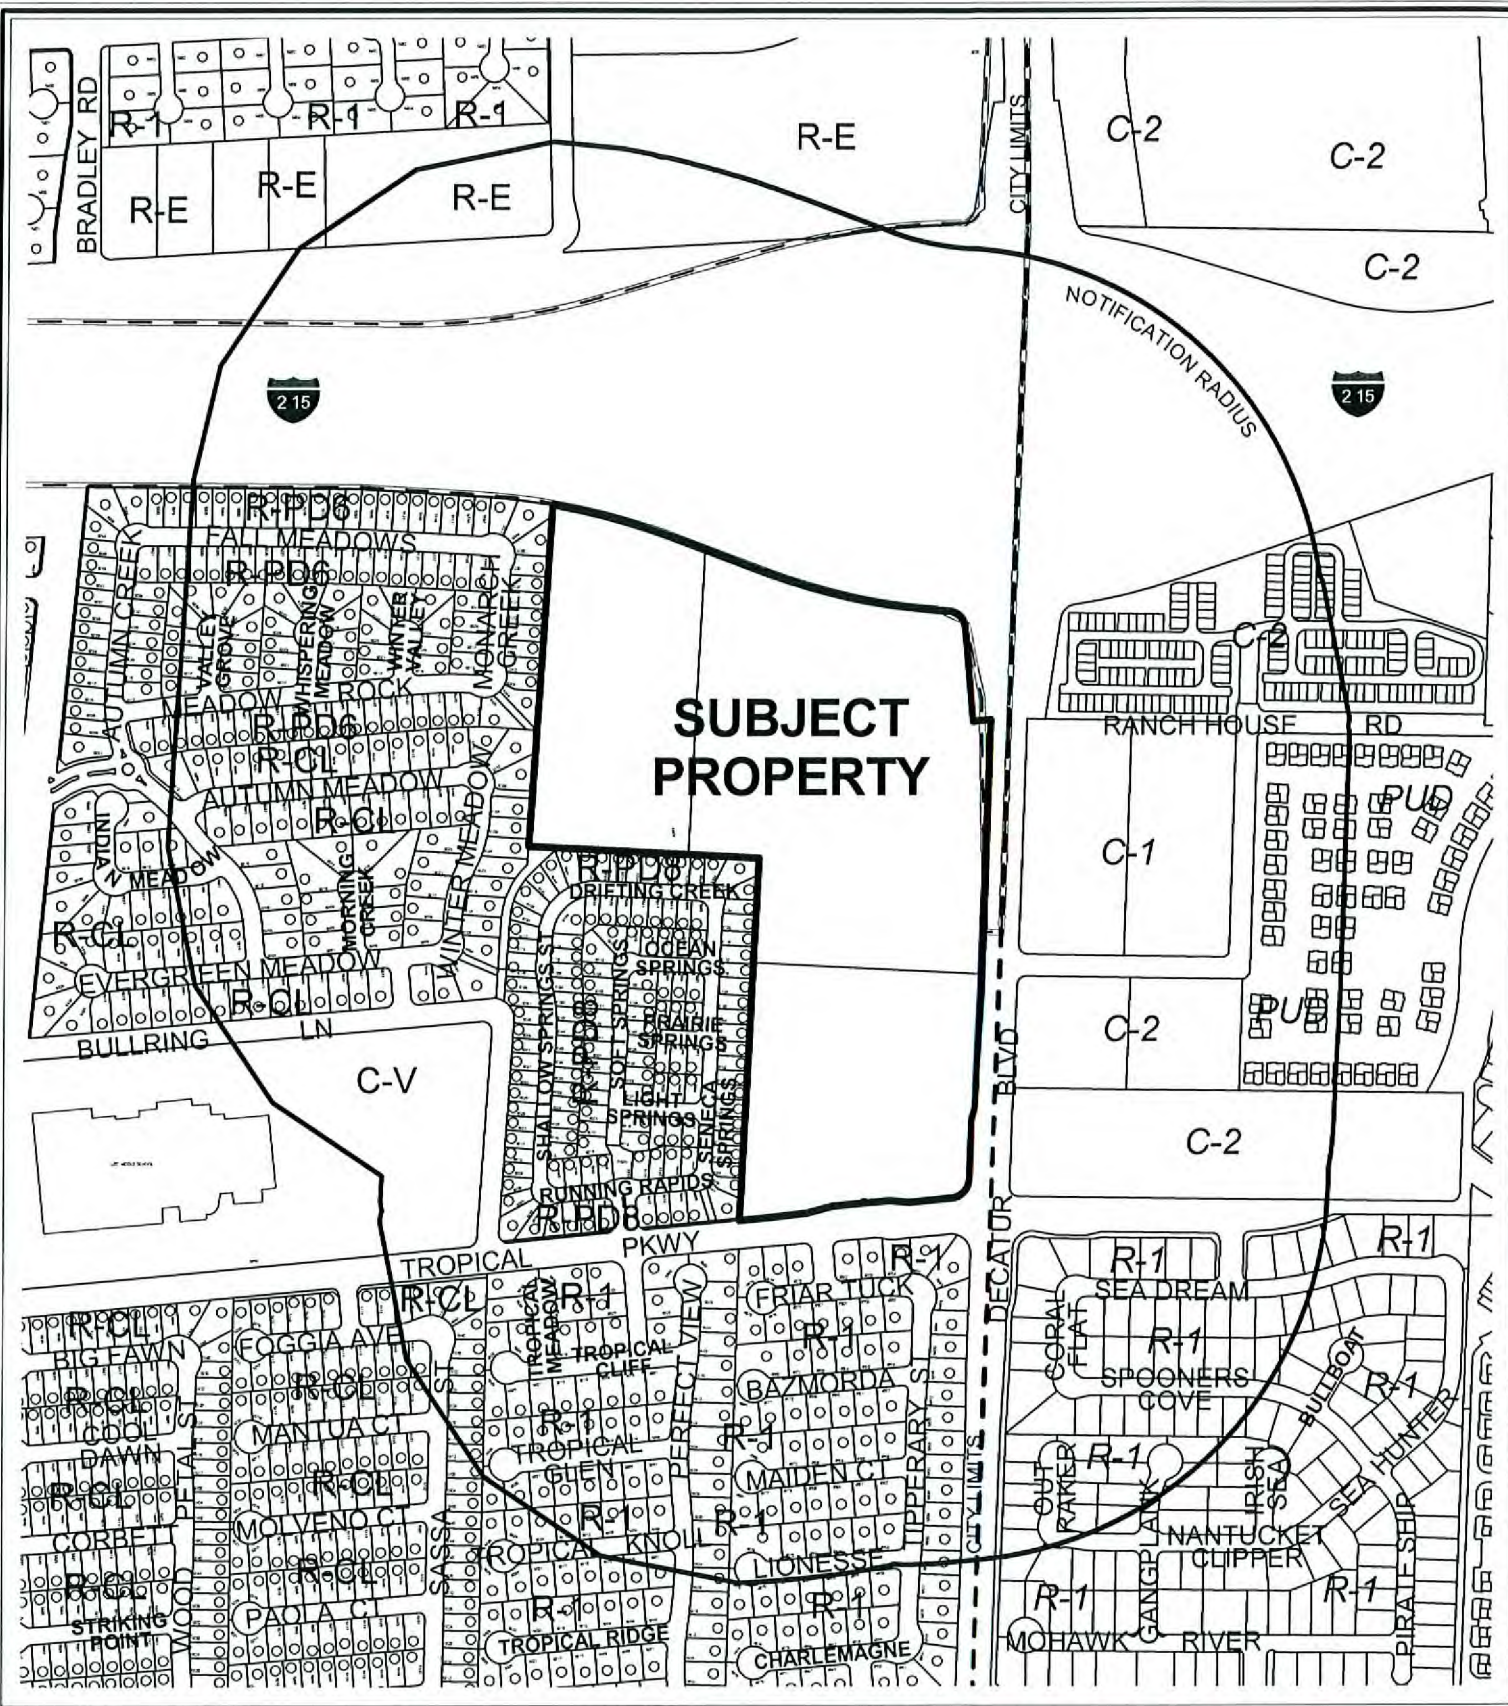 BRADLEY RD
R-1
R-1
R-1
R-E
R-E
R-E
R-E
CITY LIMITS
C-2
C-2
C-2
NOTIFICATION RADIUS
215
215
R-PD6
FALL MEADOWS
R-PD6
AUTUMN CREEK
VALLEY
GROVE
WHISPERING
MEADOW
WINTER
VALLEY
MONARCH
CREEK
MEADOW ROCK
R-PD6
R-CL
AUTUMN MEADOW
R-CL
WINTER MEADOW
INDIA
N
MEADOW
MORNING
CREEK
R-CL
EVERGREEN MEADOW
R-CL
BULLRING LN
C-V
SUBJECT
PROPERTY
R-PD8
DRIFTING CREEK
SHALLOW SPRINGS ST
R-PD8
SOFT SPRINGS
OCEAN
SPRINGS
PRAIRIE
SPRINGS
LIGHT
SPRINGS
SENECA
SPRINGS
RUNNING RAPIDS
R-PD8
C-2
RANCH HOUSE RD
PUD
C-1
PUD
C-2
C-2
DECATUR BLVD
TROPICAL PKWY
R-CL
BIG FAWN
R-CL
COOL
DAWN
R-CL
CORBETT
R-CL
STRIKING
POINT
WOOD PETAL ST
R-CL
FOGGIA AVE
R-CL
MANTUA CT
R-CL
MOLVENO CT
R-CL
PAOLA CT
SASSA ST
TROPICAL
MEADOW
R-1
TROPICAL
CLIFF
R-1
TROPICAL
GLEN
R-1
TROPICAL KNOLL
R-1
TROPICAL RIDGE
PERFECT VIEW
R-1
FRIAR TUCK
R-1
BAZMORDA
R-1
MAIDEN CT
R-1
LIONESSE
R-1
CHARLEMAGNE
TIPPERARY ST
CITY LIMITS
R-1
SEA DREAM
R-1
CORAL
FLAT
R-1
SPOONERS
COVE
BULLBOAT
R-1
SEA HUNTER
OUT
RAKER
R-1
GANGPLANK
IRISH
SEA
NANTUCKET
CLIPPER
R-1
R-1
PIRATE SHIP
MOHAWK RIVER